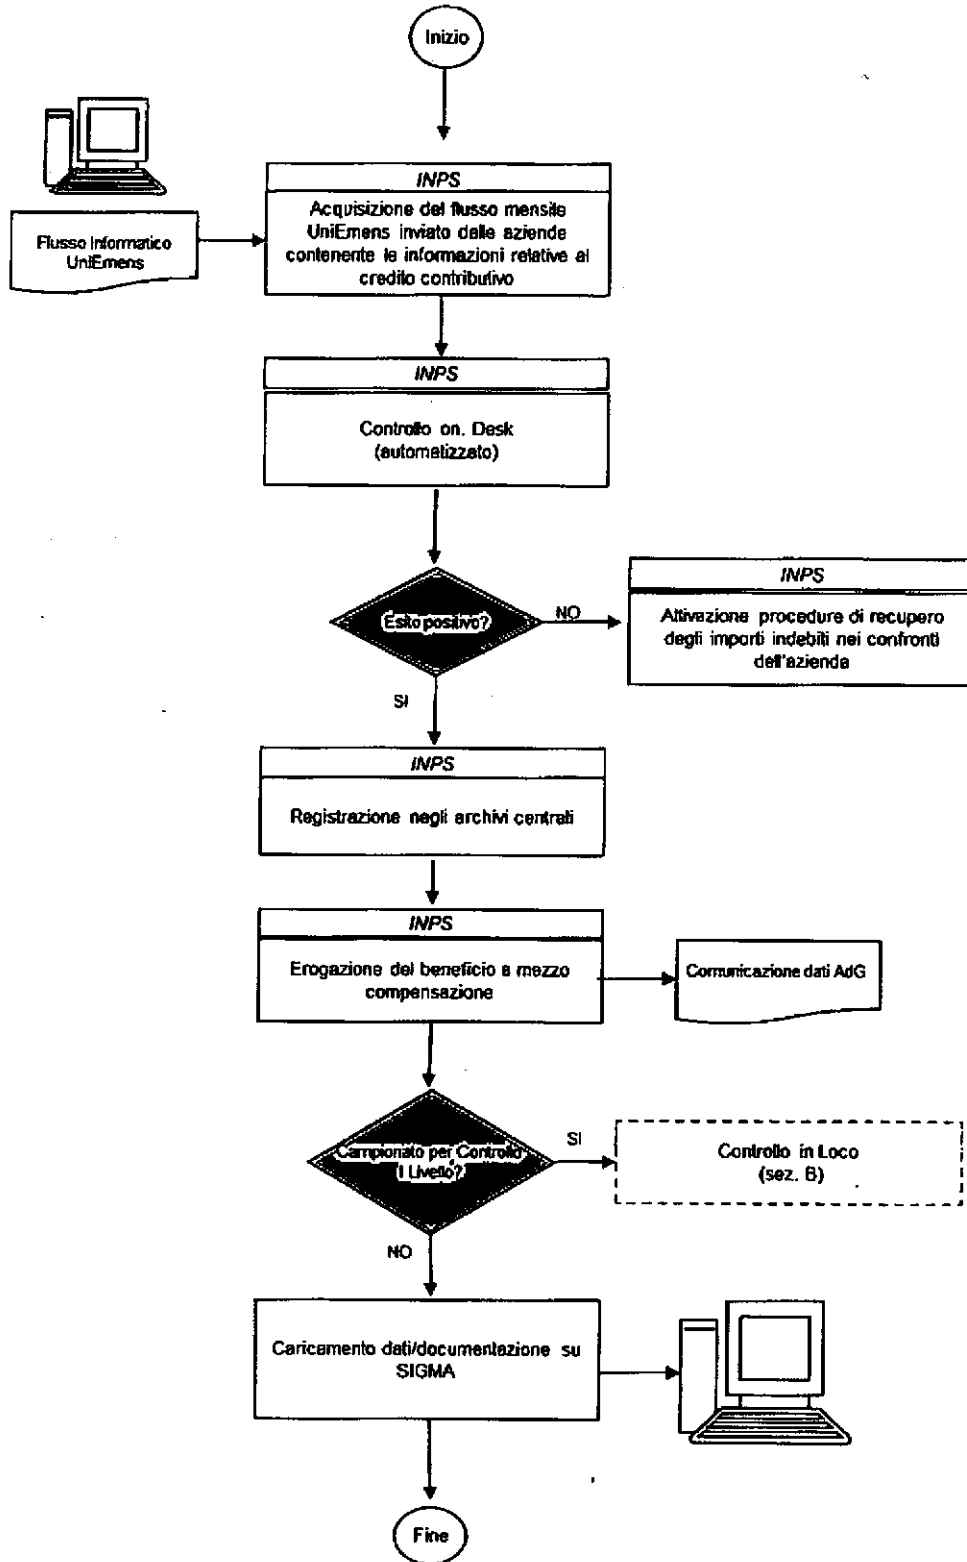 Inizio
INPS
Acquisizione del flusso mensile
UniEmens inviato dalle aziende
contenente le informazioni relative al
credito contributivo
Flusso Informatico
UniEmens
INPS
Controllo on. Desk
(automatizzato)
Esito positivo?
NO
INPS
Attivazione procedure di recupero
degli importi indebiti nei confronti
dell'azienda
SI
INPS
Registrazione negli archivi centrali
INPS
Erogazione del beneficio a mezzo
compensazione
Comunicazione dati AdG
Campionato per Controllo
I Livello?
SI
Controllo in Loco
(sez. B)
NO
Caricamento dati/documentazione su
SIGMA
Fine